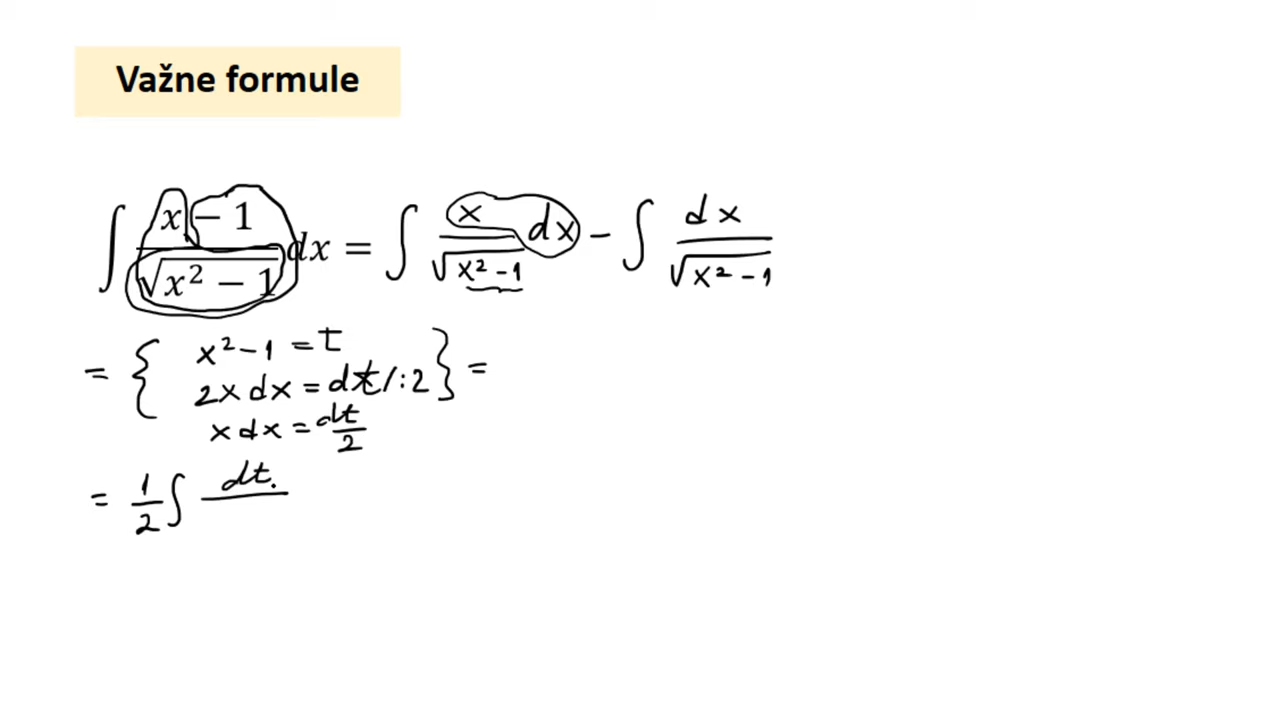 Važne formule
∫ (x − 1)/√(x² − 1) dx = ∫ x/√(x² − 1) dx − ∫ dx/√(x² − 1)
= { x² − 1 = t
2x dx = dt /:2 } =
x dx = dt/2
= 1/2 ∫ dt.